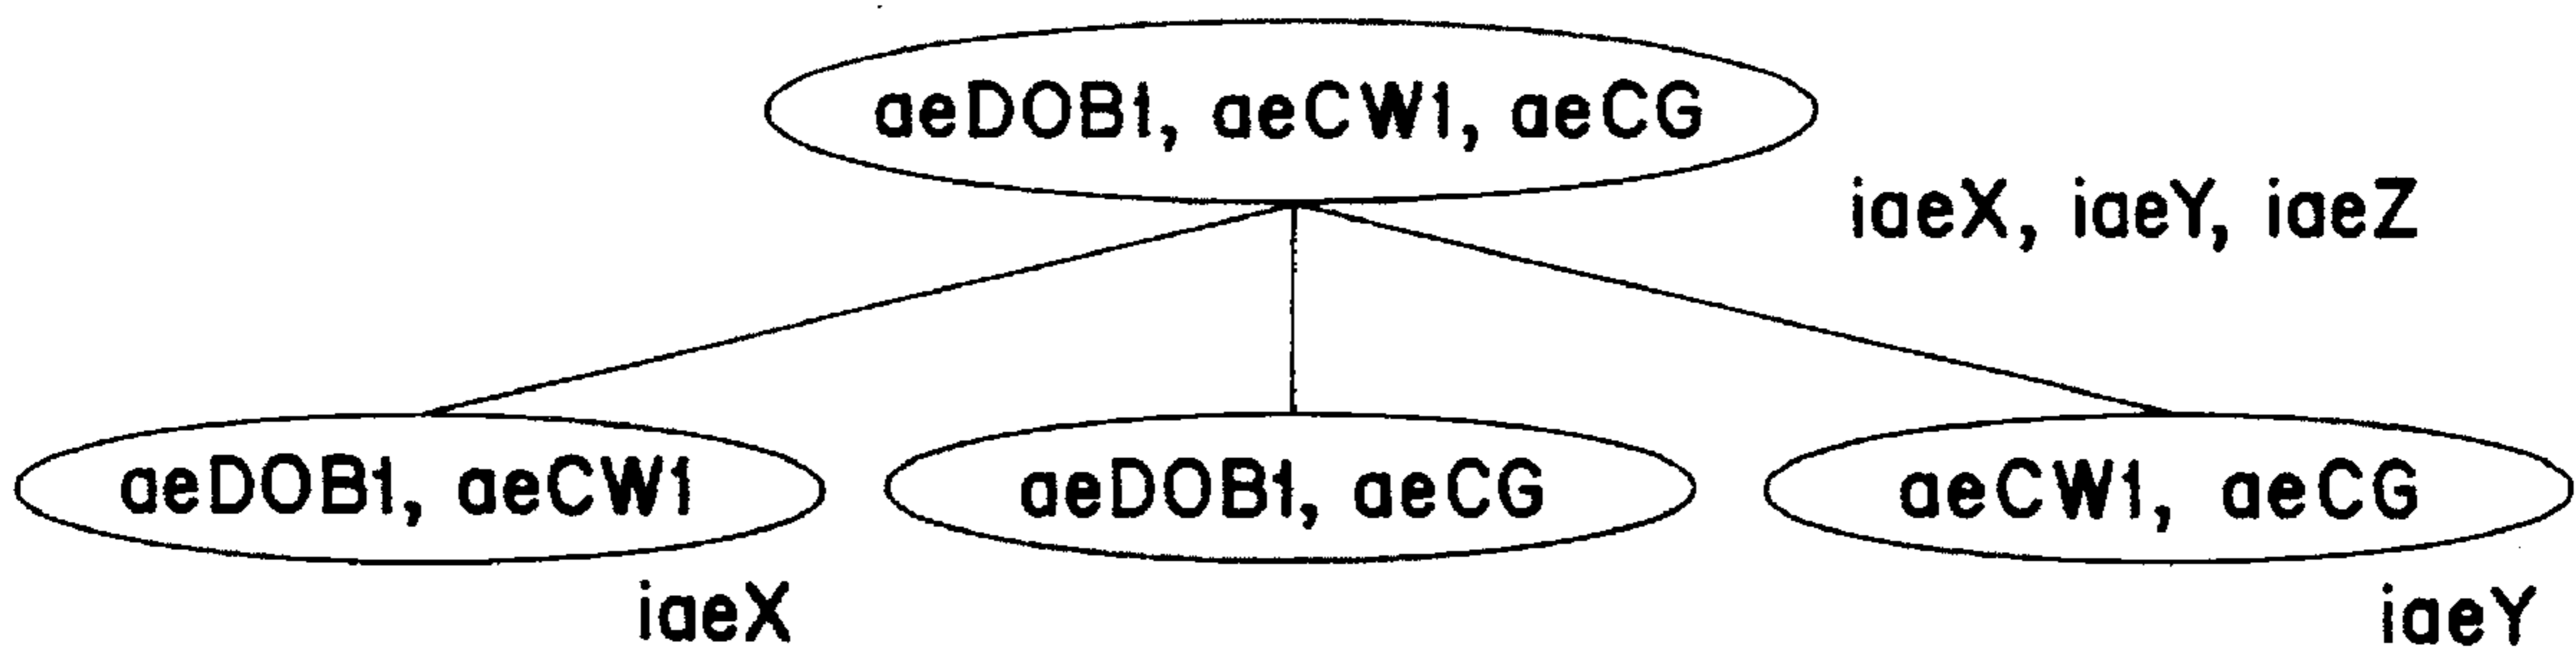 aeDOB1, aeCW1, aeCG
iaeX, iaeY, iaeZ
aeDOB1, aeCW1
aeDOB1, aeCG
aeCW1, aeCG
iaeX
iaeY